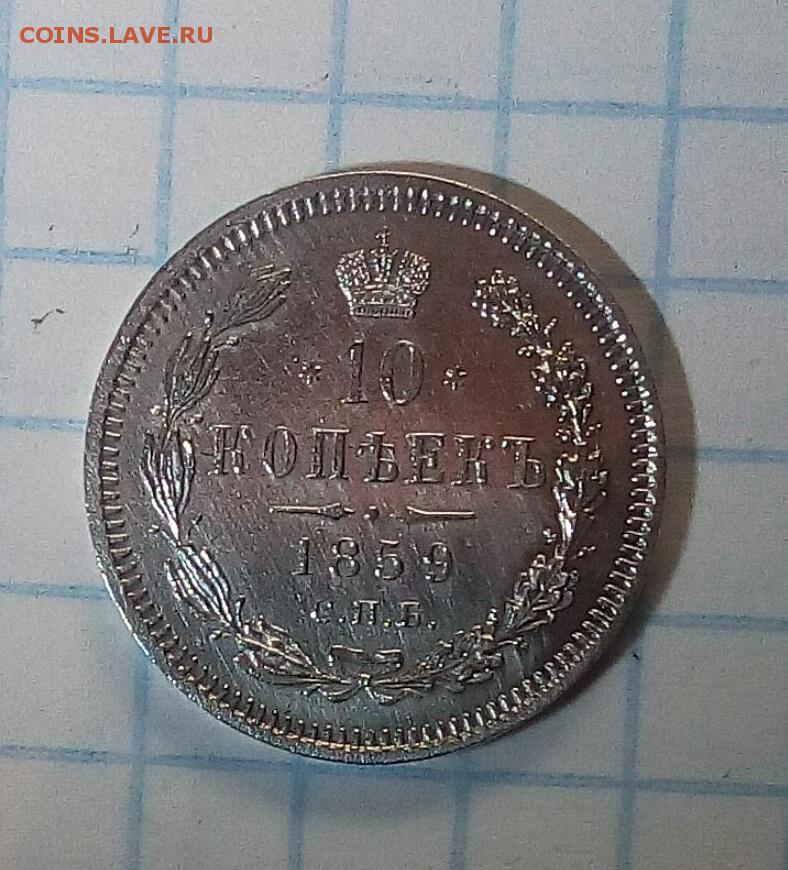 COINS.LAVE.RU
* 10 *
КОПѢЕКЪ
1859
С.П.Б.